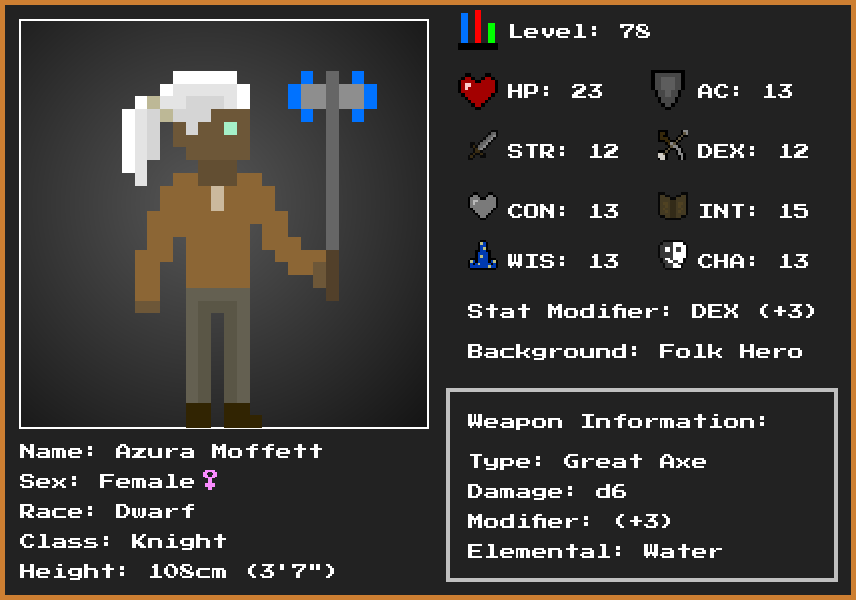 Level: 78
HP: 23 AC: 13
STR: 12 DEX: 12
CON: 13 INT: 15
WIS: 13 CHA: 13
Stat Modifier: DEX (+3)
Background: Folk Hero
Weapon Information:
Type: Great Axe
Damage: d6
Modifier: (+3)
Elemental: Water
Name: Azura Moffett
Sex: Female♀
Race: Dwarf
Class: Knight
Height: 108cm (3'7")